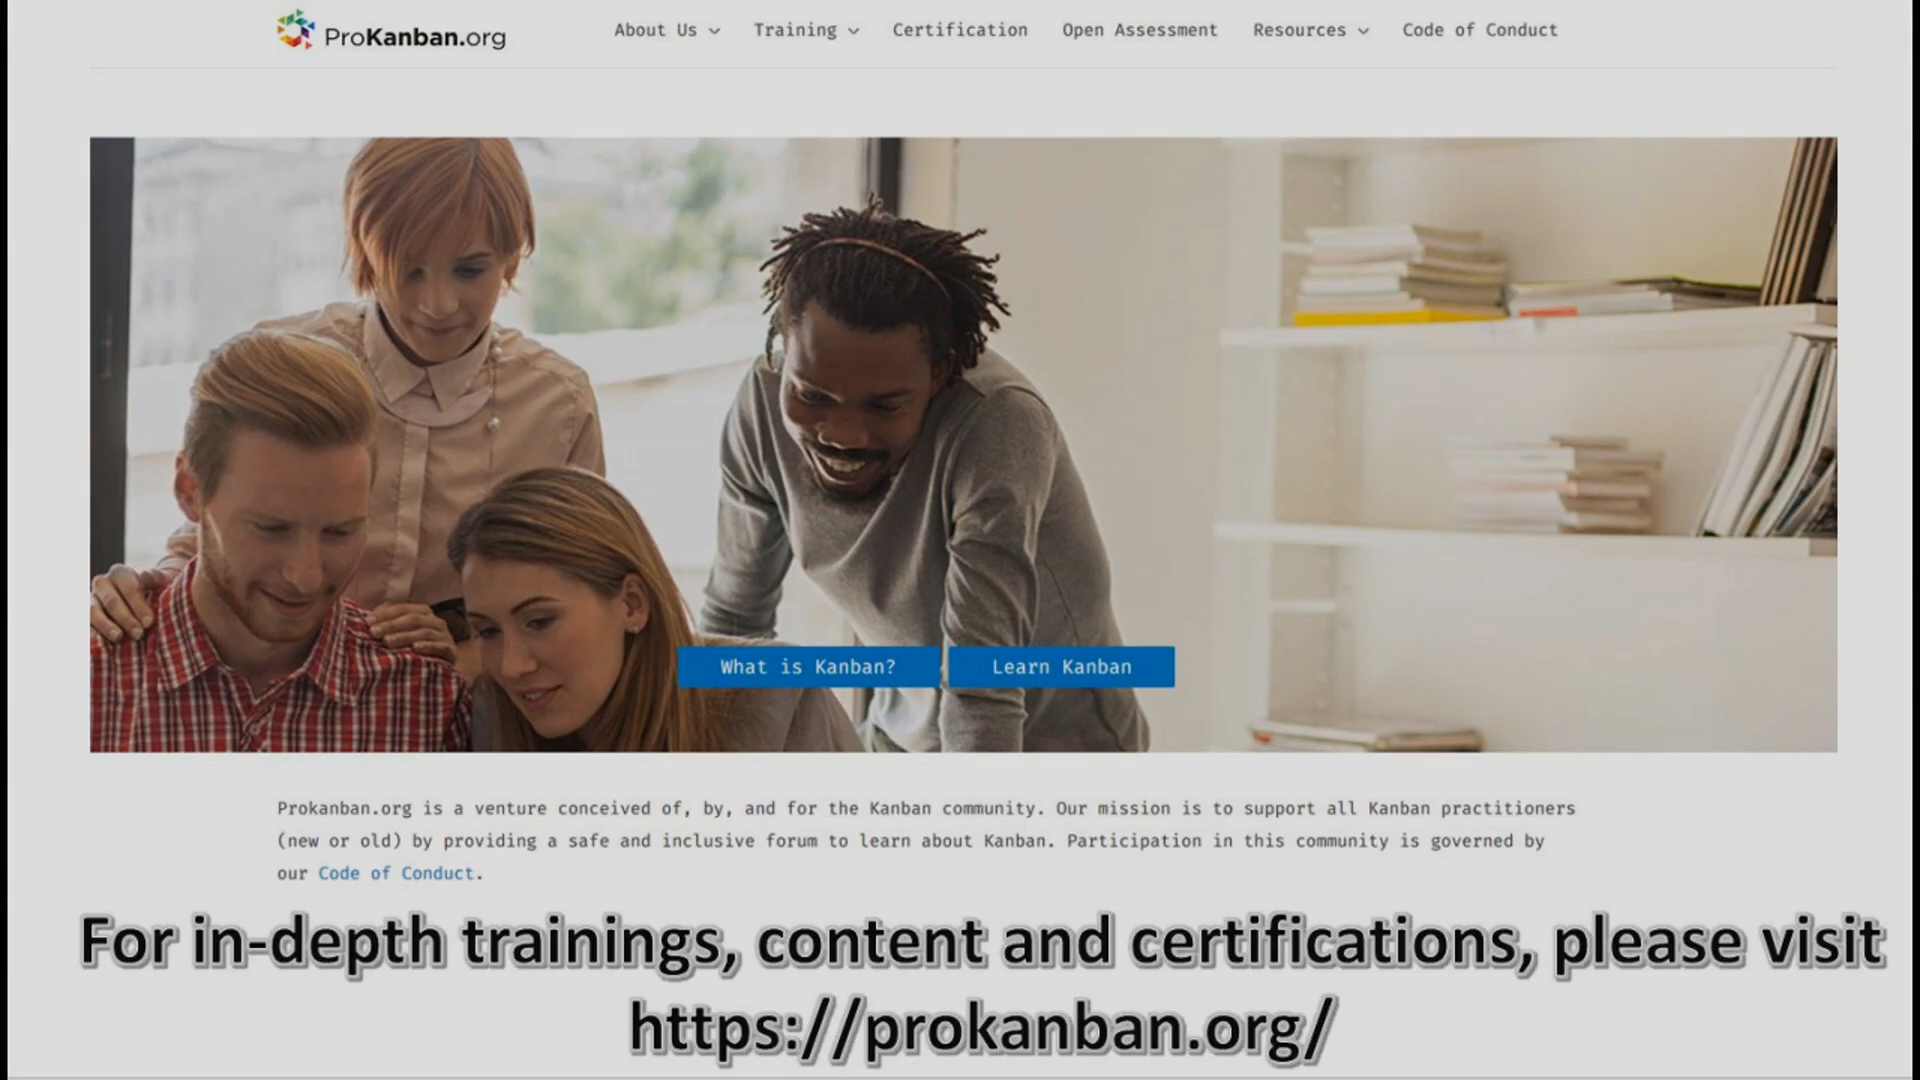 ProKanban.org
About Us Training Certification Open Assessment Resources Code of Conduct
What is Kanban? Learn Kanban
Prokanban.org is a venture conceived of, by, and for the Kanban community. Our mission is to support all Kanban practitioners
(new or old) by providing a safe and inclusive forum to learn about Kanban. Participation in this community is governed by
our Code of Conduct.
For in-depth trainings, content and certifications, please visit
https://prokanban.org/